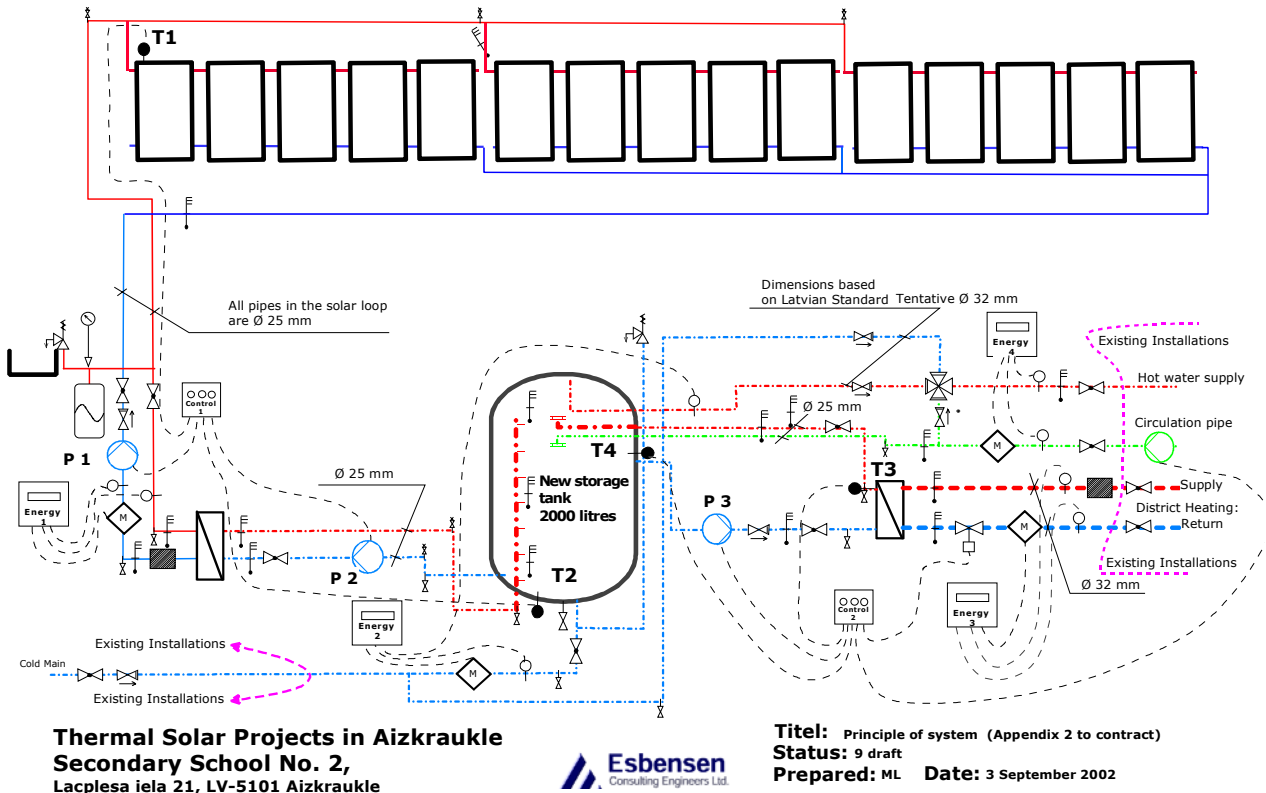 T1
All pipes in the solar loop
are Ø 25 mm
Dimensions based
on Latvian Standard
Tentative Ø 32 mm
Energy
4
Existing Installations
Hot water supply
Control
1
Ø 25 mm
Circulation pipe
P 1
T4
T3
Ø 25 mm
New storage
tank
2000 litres
Supply
Energy
1
M
P 3
M
District Heating:
Return
M
P 2
T2
Existing Installations
Ø 32 mm
Energy
2
Control
2
Energy
3
Existing Installations
Cold Main
M
Existing Installations
Thermal Solar Projects in Aizkraukle
Secondary School No. 2,
Lacplesa iela 21, LV-5101 Aizkraukle
Esbensen
Consulting Engineers Ltd.
Titel: Principle of system (Appendix 2 to contract)
Status: 9 draft
Prepared: ML Date: 3 September 2002